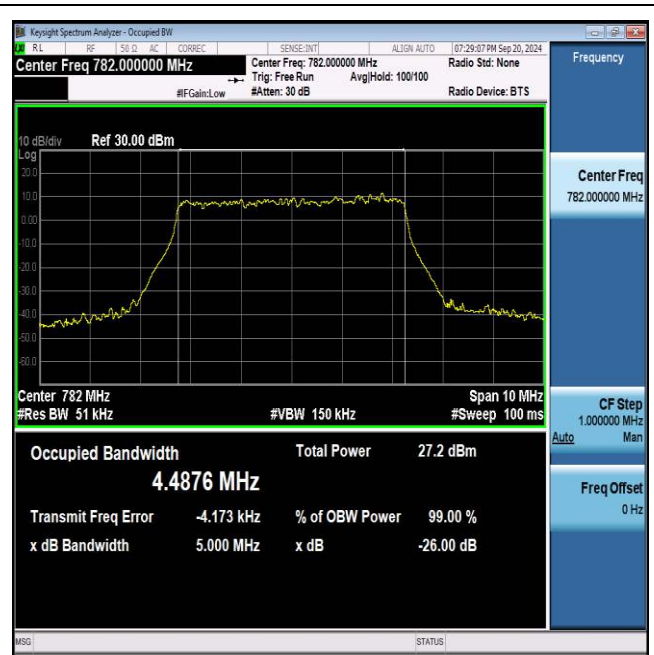 Keysight Spectrum Analyzer - Occupied BW
RL RF 50 Ω AC CORREC SENSE:INT ALIGN AUTO 07:29:07 PM Sep 20, 2024
Center Freq 782.000000 MHz
Center Freq: 782.000000 MHz
Radio Std: None
Trig: Free Run Avg|Hold: 100/100
#IFGain:Low
#Atten: 30 dB
Radio Device: BTS
Frequency
10 dB/div Ref 30.00 dBm
Log
20.0
10.0
0.00
-10.0
-20.0
-30.0
-40.0
-50.0
-60.0
Center 782 MHz
Span 10 MHz
#Res BW 51 kHz
#VBW 150 kHz
#Sweep 100 ms
Center Freq
782.000000 MHz
CF Step
1.000000 MHz
Auto Man
Freq Offset
0 Hz
Occupied Bandwidth
Total Power 27.2 dBm
4.4876 MHz
Transmit Freq Error -4.173 kHz % of OBW Power 99.00 %
x dB Bandwidth 5.000 MHz x dB -26.00 dB
MSG
STATUS